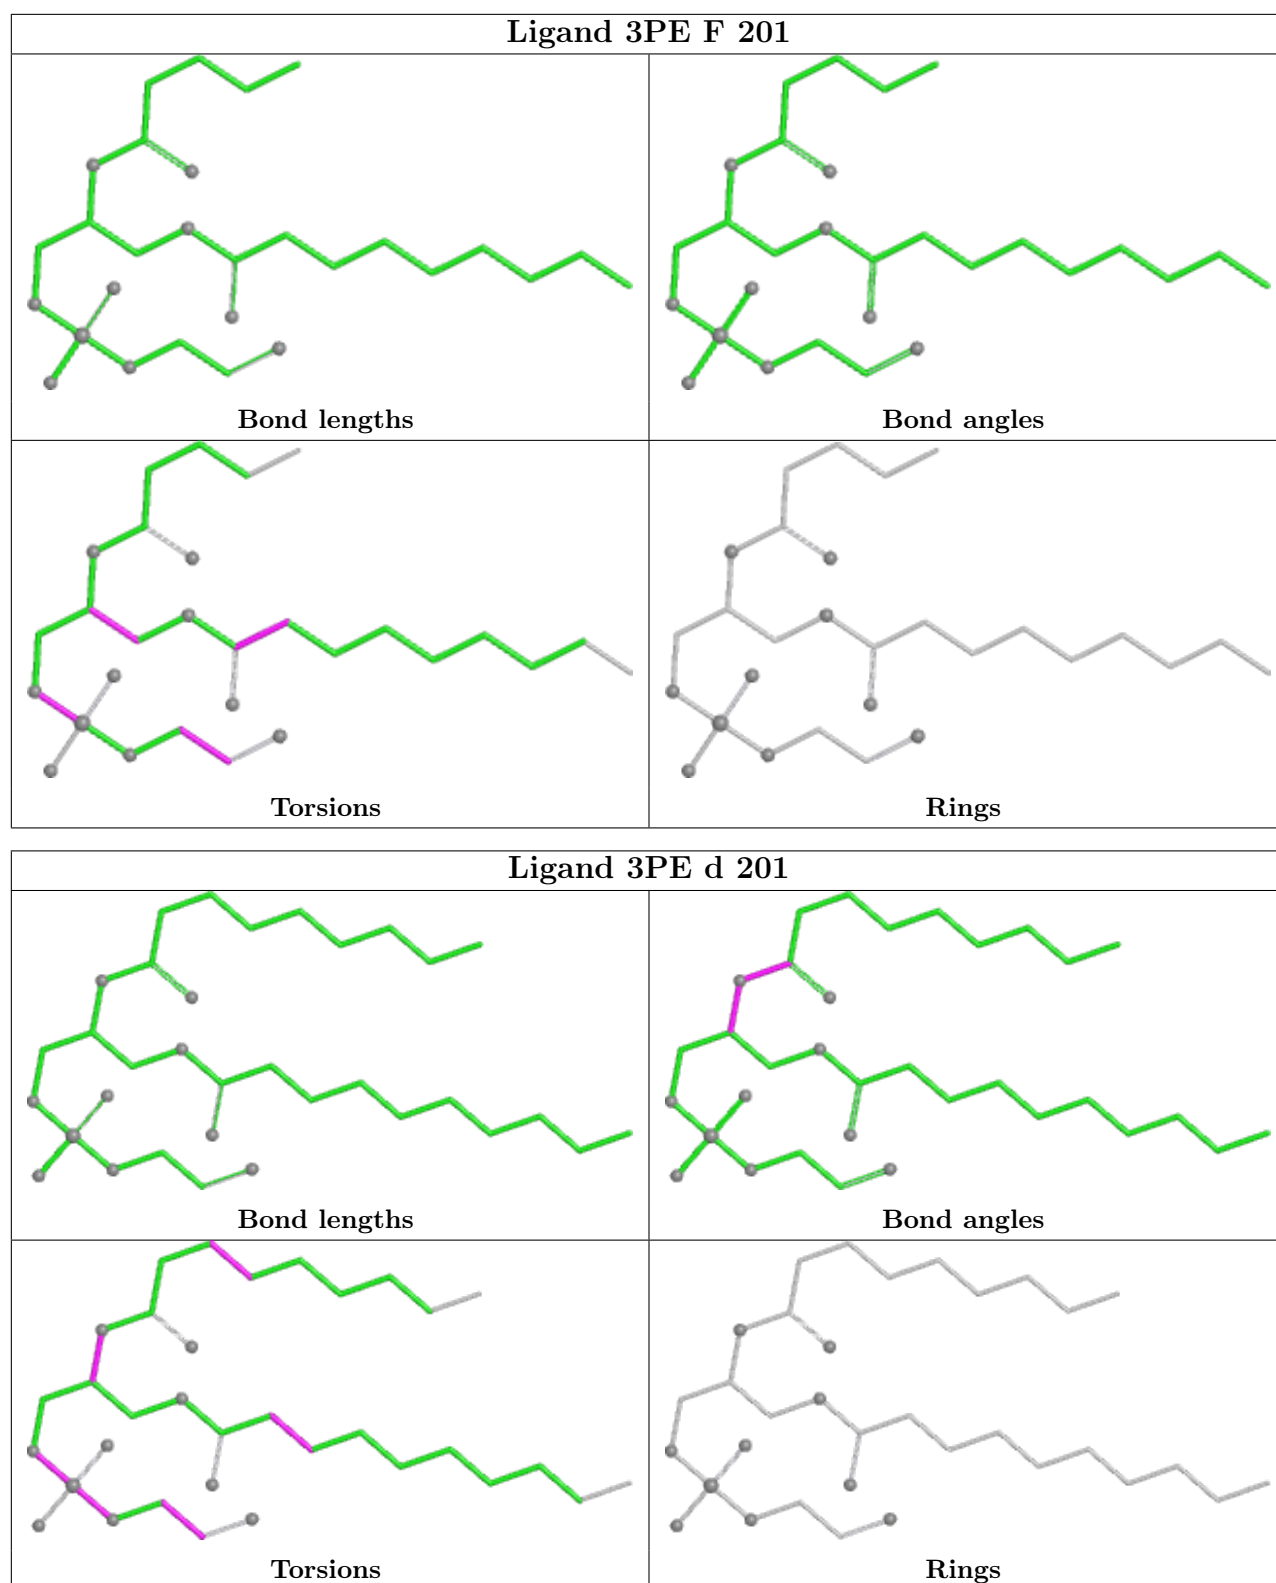 Ligand 3PE F 201
Bond lengths
Bond angles
Torsions
Rings
Ligand 3PE d 201
Bond lengths
Bond angles
Torsions
Rings